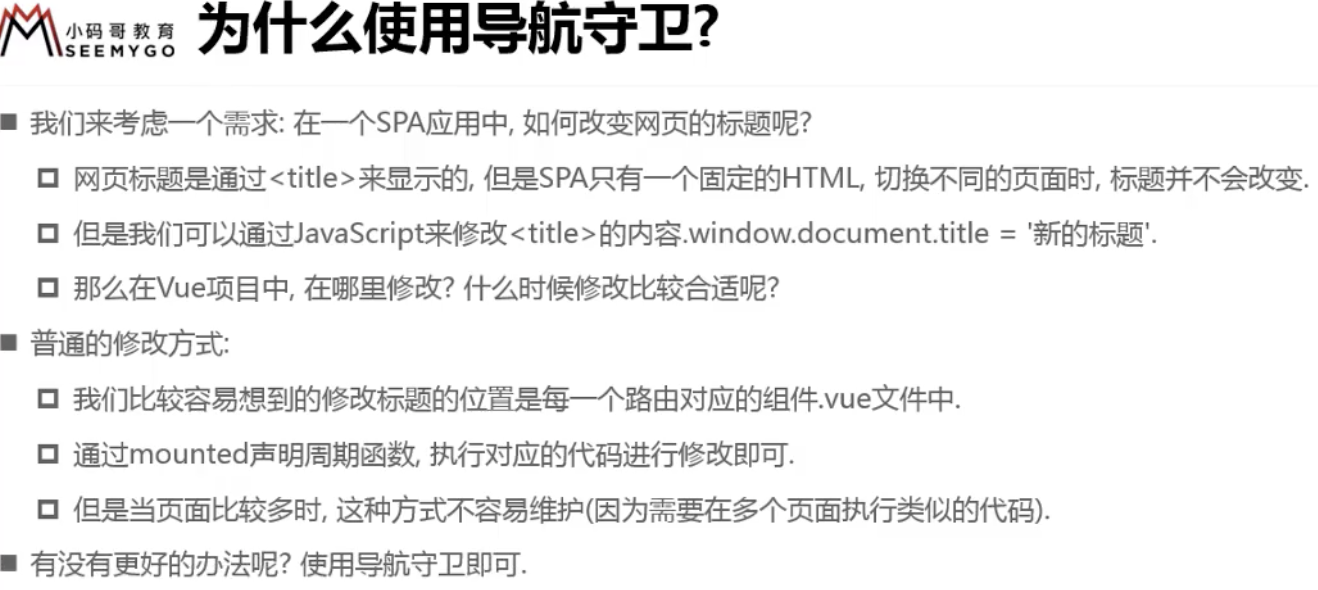 小码哥教育
SEEMYGO
为什么使用导航守卫?
我们来考虑一个需求: 在一个SPA应用中, 如何改变网页的标题呢?
网页标题是通过<title>来显示的, 但是SPA只有一个固定的HTML, 切换不同的页面时, 标题并不会改变.
但是我们可以通过JavaScript来修改<title>的内容.window.document.title = '新的标题'.
那么在Vue项目中, 在哪里修改? 什么时候修改比较合适呢?
普通的修改方式:
我们比较容易想到的修改标题的位置是每一个路由对应的组件.vue文件中.
通过mounted声明周期函数, 执行对应的代码进行修改即可.
但是当页面比较多时, 这种方式不容易维护(因为需要在多个页面执行类似的代码).
有没有更好的办法呢? 使用导航守卫即可.